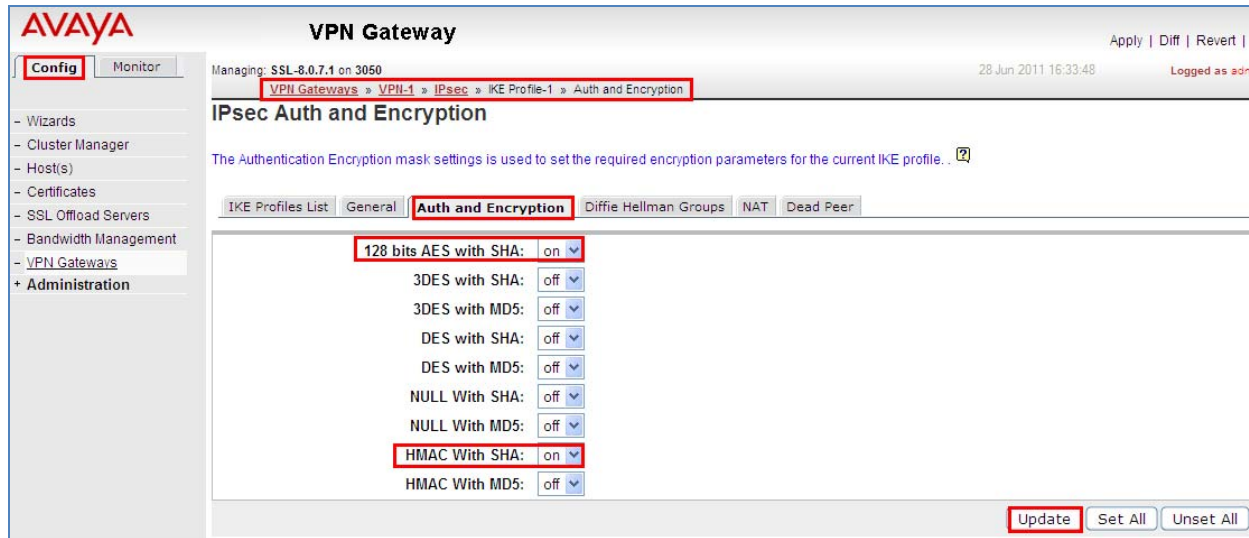 AVAYA
VPN Gateway
Apply | Diff | Revert |
Config Monitor
Managing: SSL-8.0.7.1 on 3050
28 Jun 2011 16:33:48
Logged as adm
VPN Gateways » VPN-1 » IPsec » IKE Profile-1 » Auth and Encryption
- Wizards
- Cluster Manager
- Host(s)
- Certificates
- SSL Offload Servers
- Bandwidth Management
- VPN Gateways
+ Administration
IPsec Auth and Encryption
The Authentication Encryption mask settings is used to set the required encryption parameters for the current IKE profile. . ?
IKE Profiles List General Auth and Encryption Diffie Hellman Groups NAT Dead Peer
128 bits AES with SHA: on
3DES with SHA: off
3DES with MD5: off
DES with SHA: off
DES with MD5: off
NULL With SHA: off
NULL With MD5: off
HMAC With SHA: on
HMAC With MD5: off
Update Set All Unset All